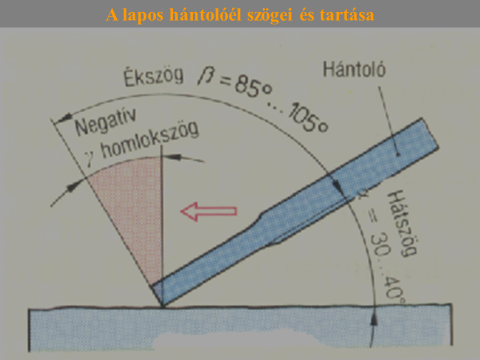 A lapos hántolóél szögei és tartása
Ékszög β = 85°...105°
Hántoló
Negatív
γ homlokszög
Hátszög
α = 30...40°